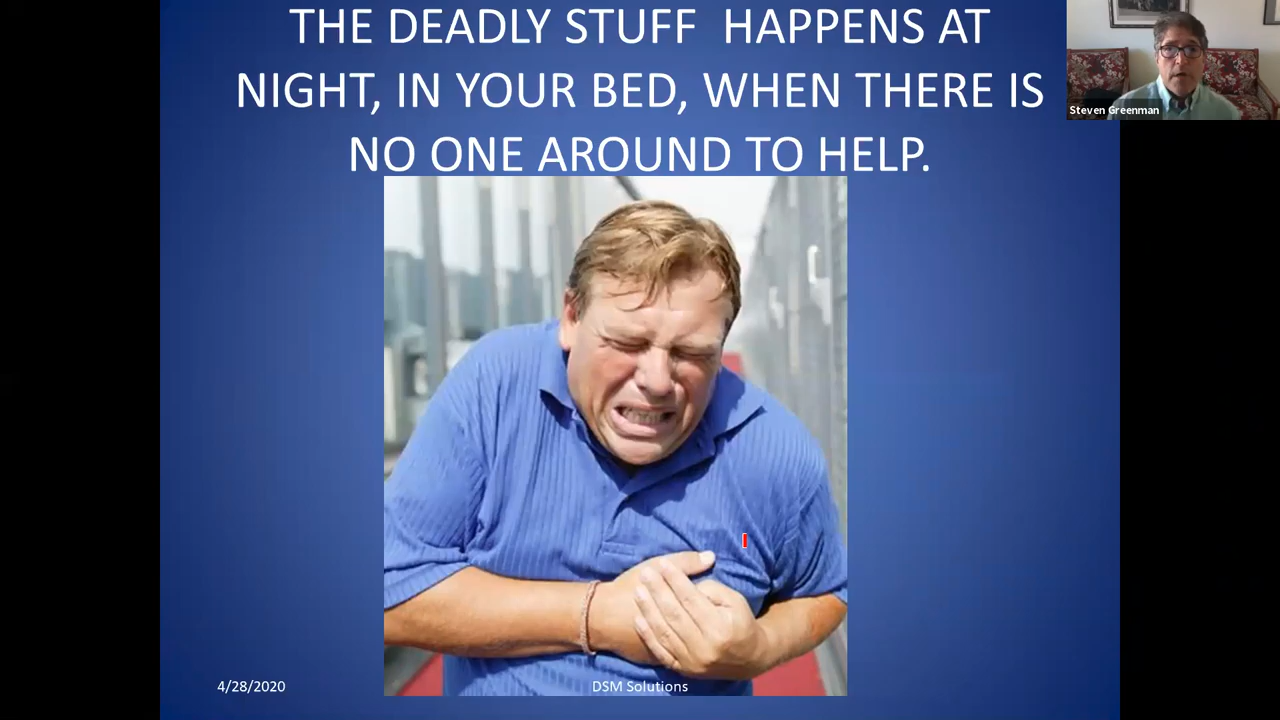 THE DEADLY STUFF HAPPENS AT
NIGHT, IN YOUR BED, WHEN THERE IS
NO ONE AROUND TO HELP.
Steven Greenman
4/28/2020
DSM Solutions